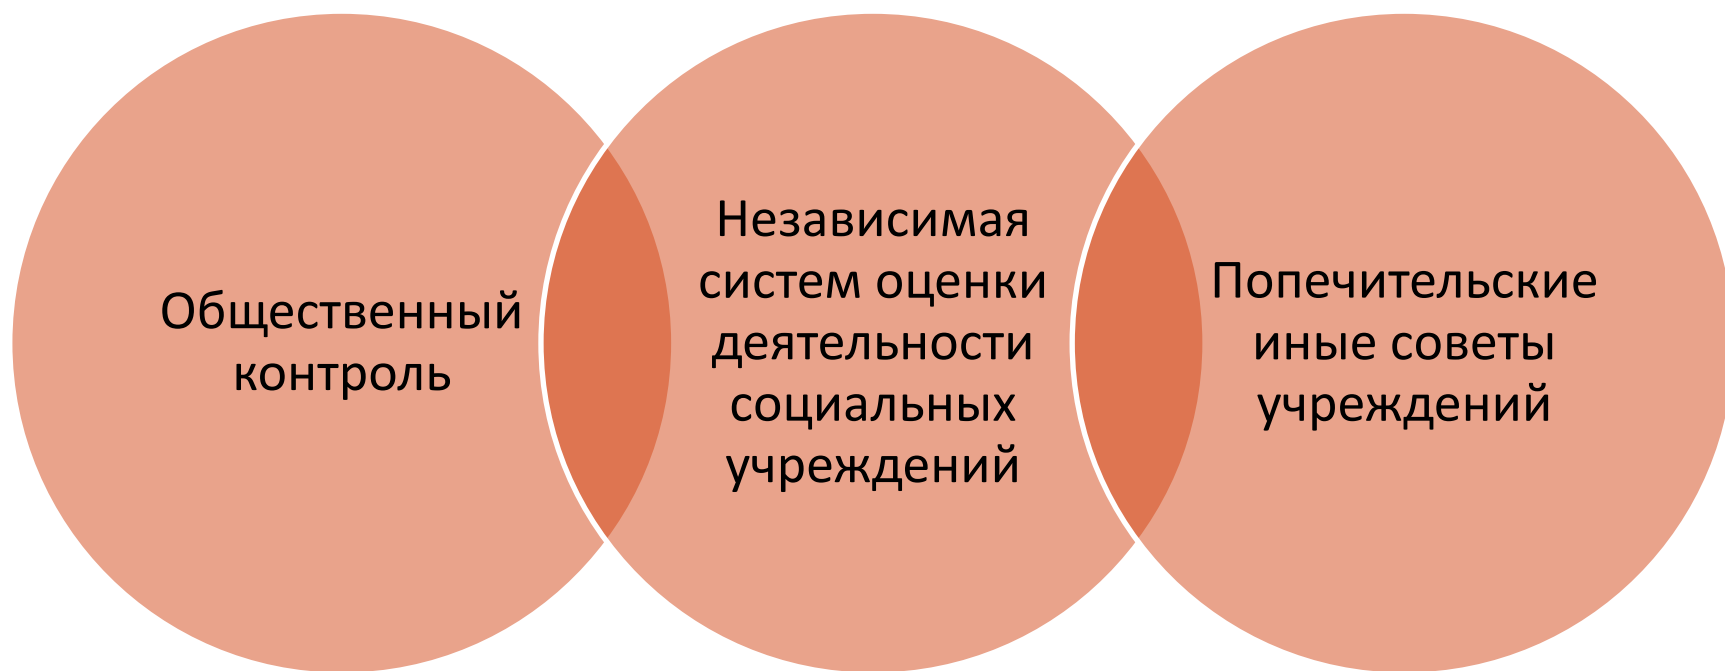 Общественный
контроль
Независимая
систем оценки
деятельности
социальных
учреждений
Попечительские
иные советы
учреждений